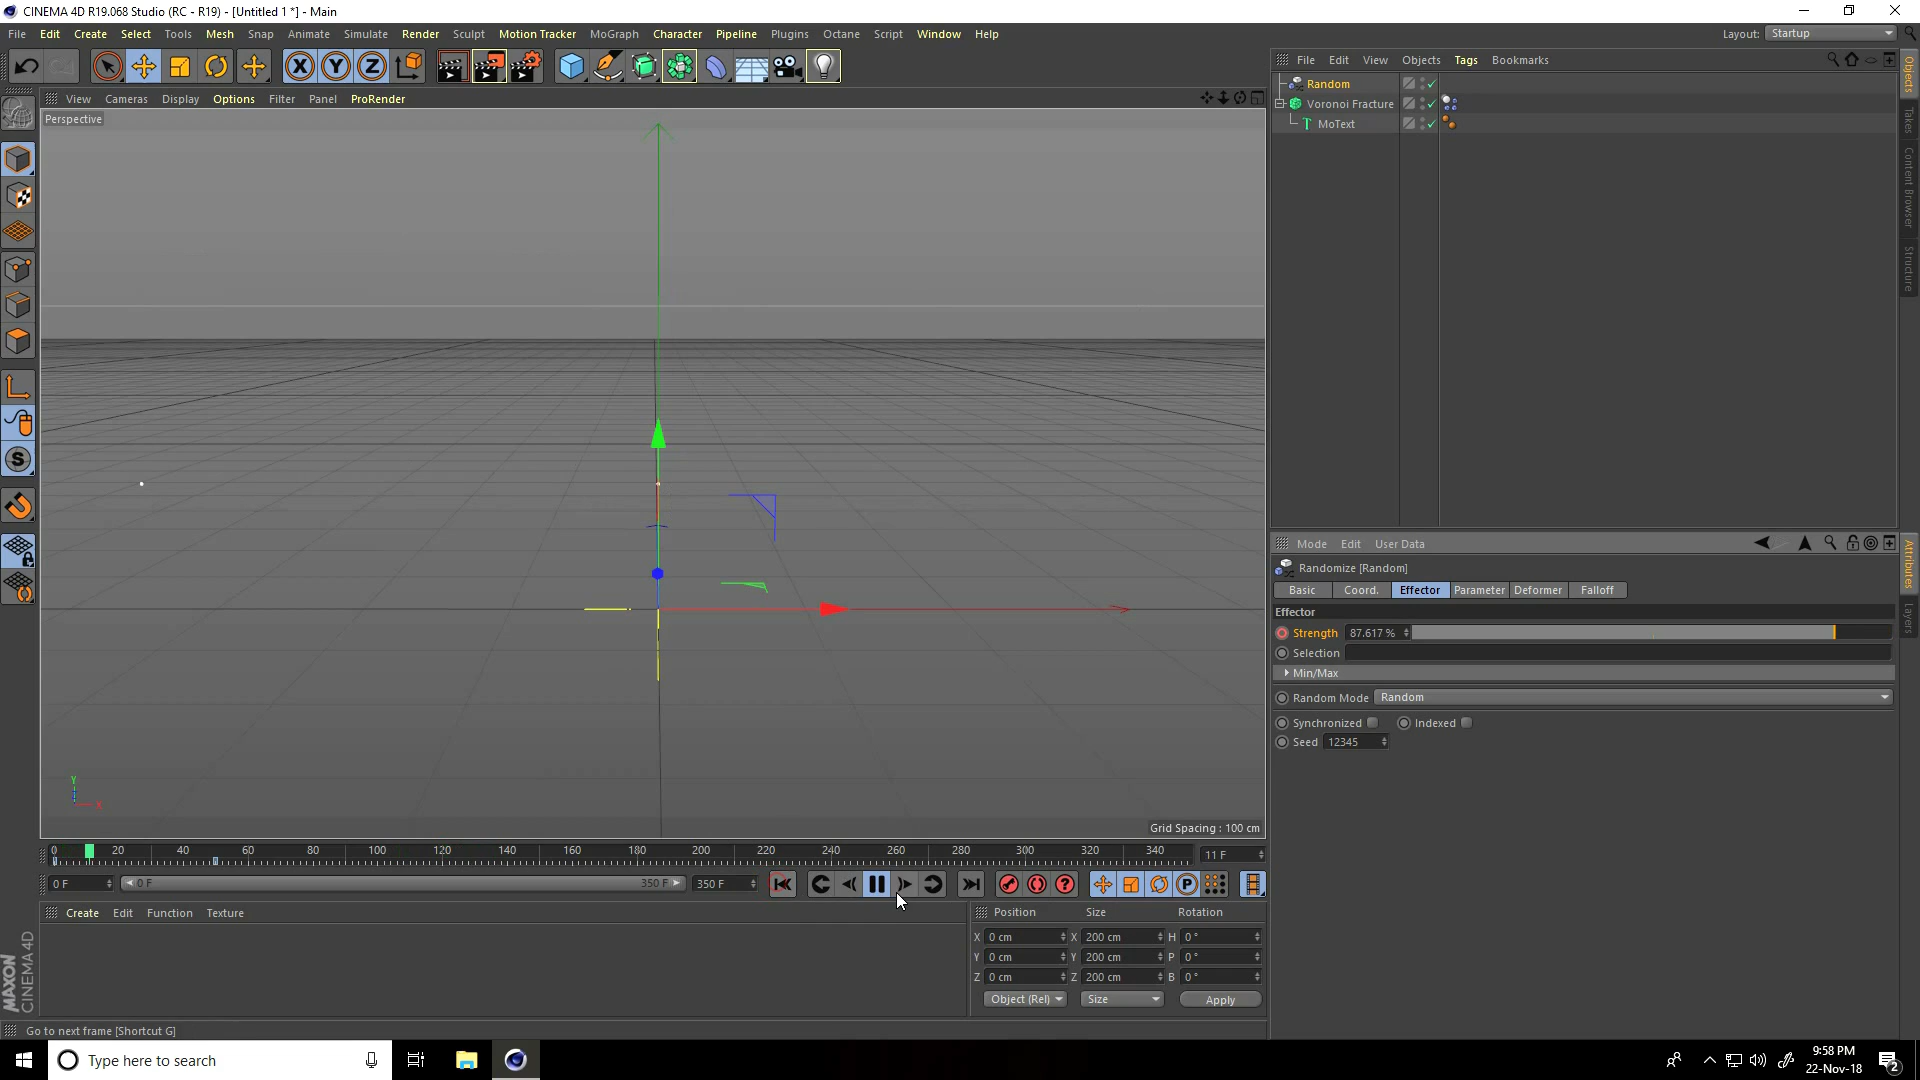 CINEMA 4D R19.068 Studio (RC - R19) - [Untitled 1 *] - Main
File Edit Create Select Tools Mesh Snap Animate Simulate Render Sculpt Motion Tracker MoGraph Character Pipeline Plugins Octane Script Window Help
Layout: Startup
X Y Z
View Cameras Display Options Filter Panel ProRender
Perspective
File Edit View Objects Tags Bookmarks
Random
Voronoi Fracture
MoText
Objects
Takes
Content Browser
Structure
Mode Edit User Data
Randomize [Random]
Basic Coord. Effector Parameter Deformer Falloff
Effector
Strength 87.617 %
Selection
Min/Max
Random Mode Random
Synchronized Indexed
Seed 12345
Attributes
Layers
S
Y
X
Grid Spacing : 100 cm
0 20 40 60 80 100 120 140 160 180 200 220 240 260 280 300 320 340
11 F
0 F 0 F 350 F 350 F
P
Create Edit Function Texture
Position Size Rotation
X 0 cm X 200 cm H 0 °
Y 0 cm Y 200 cm P 0 °
Z 0 cm Z 200 cm B 0 °
Object (Rel) Size Apply
MAXON
CINEMA 4D
Go to next frame [Shortcut G]
Type here to search
9:58 PM
22-Nov-18
2